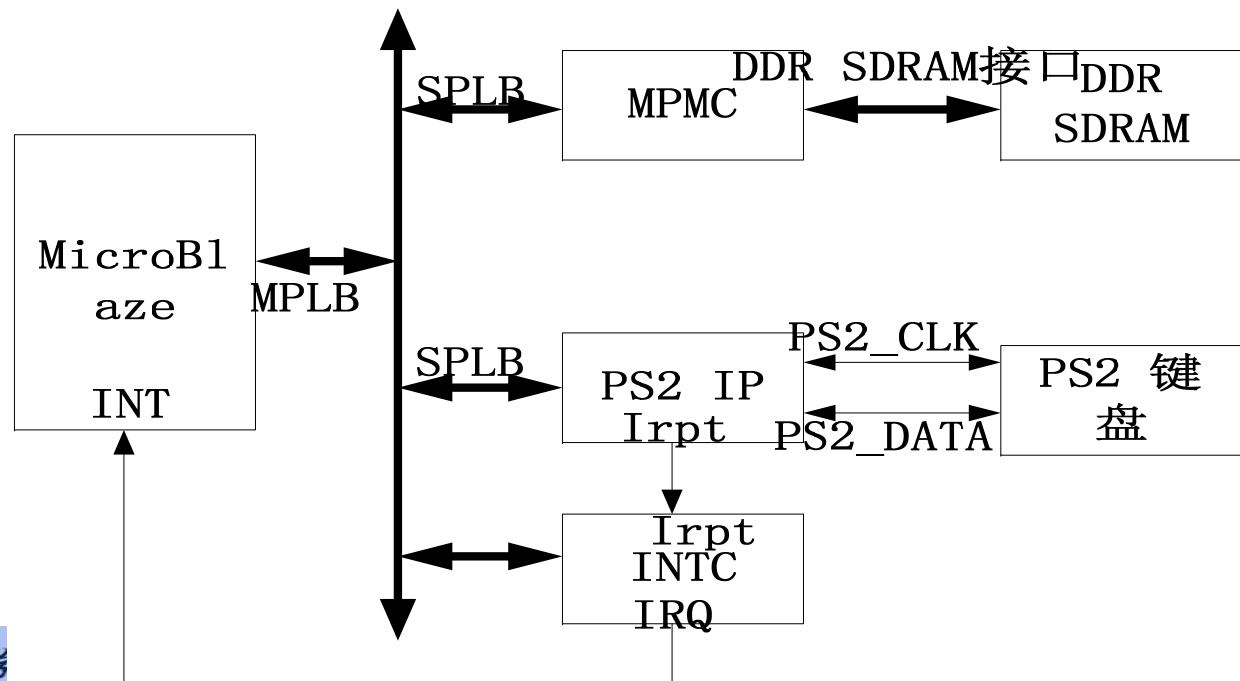 SPLB
MPMC
DDR SDRAM接口
DDR
SDRAM
MicroBl
aze
INT
MPLB
SPLB
PS2 IP
Irpt
PS2_CLK
PS2_DATA
PS2 键
盘
Irpt
INTC
IRQ